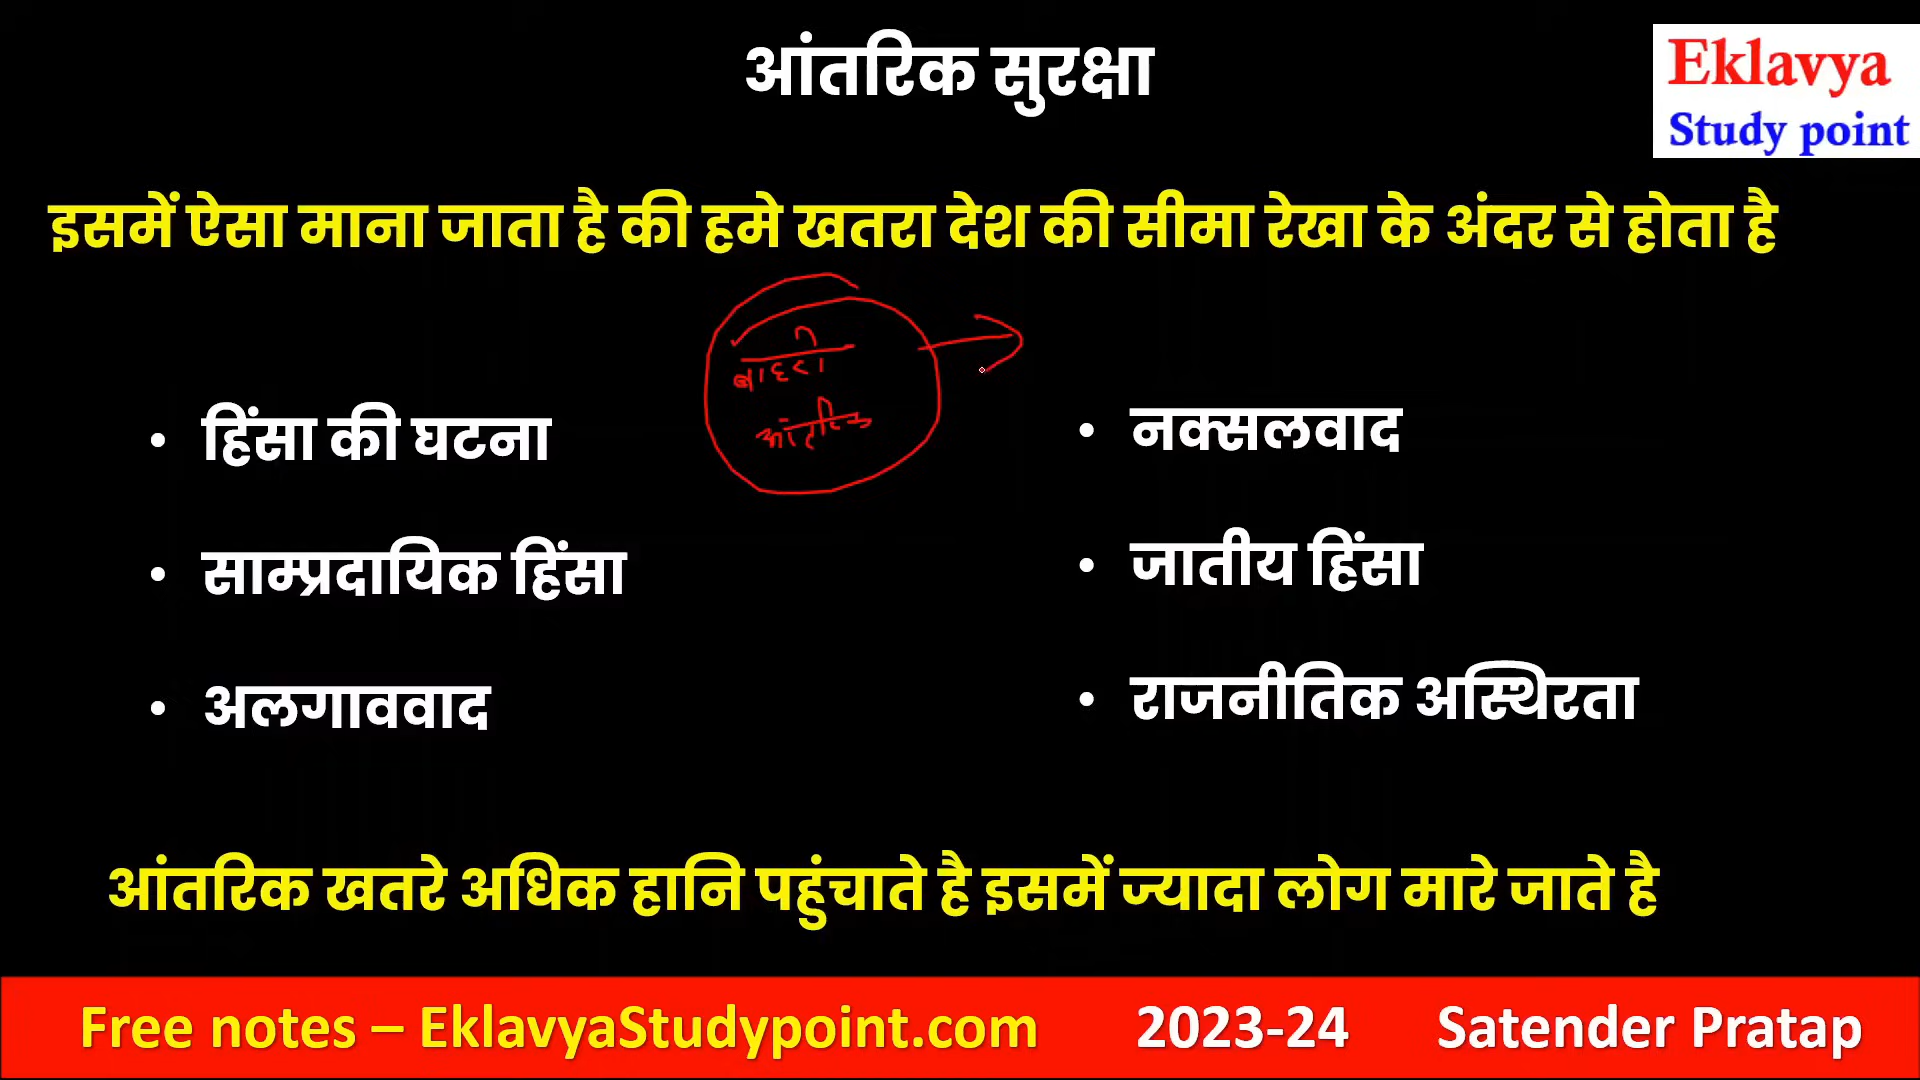 आंतरिक सुरक्षा
Eklavya
Study point
इसमें ऐसा माना जाता है की हमे खतरा देश की सीमा रेखा के अंदर से होता है
हिंसा की घटना
साम्प्रदायिक हिंसा
अलगाववाद
नक्सलवाद
जातीय हिंसा
राजनीतिक अस्थिरता
आंतरिक खतरे अधिक हानि पहुंचाते है इसमें ज्यादा लोग मारे जाते है
Free notes – EklavyaStudypoint.com 2023-24 Satender Pratap